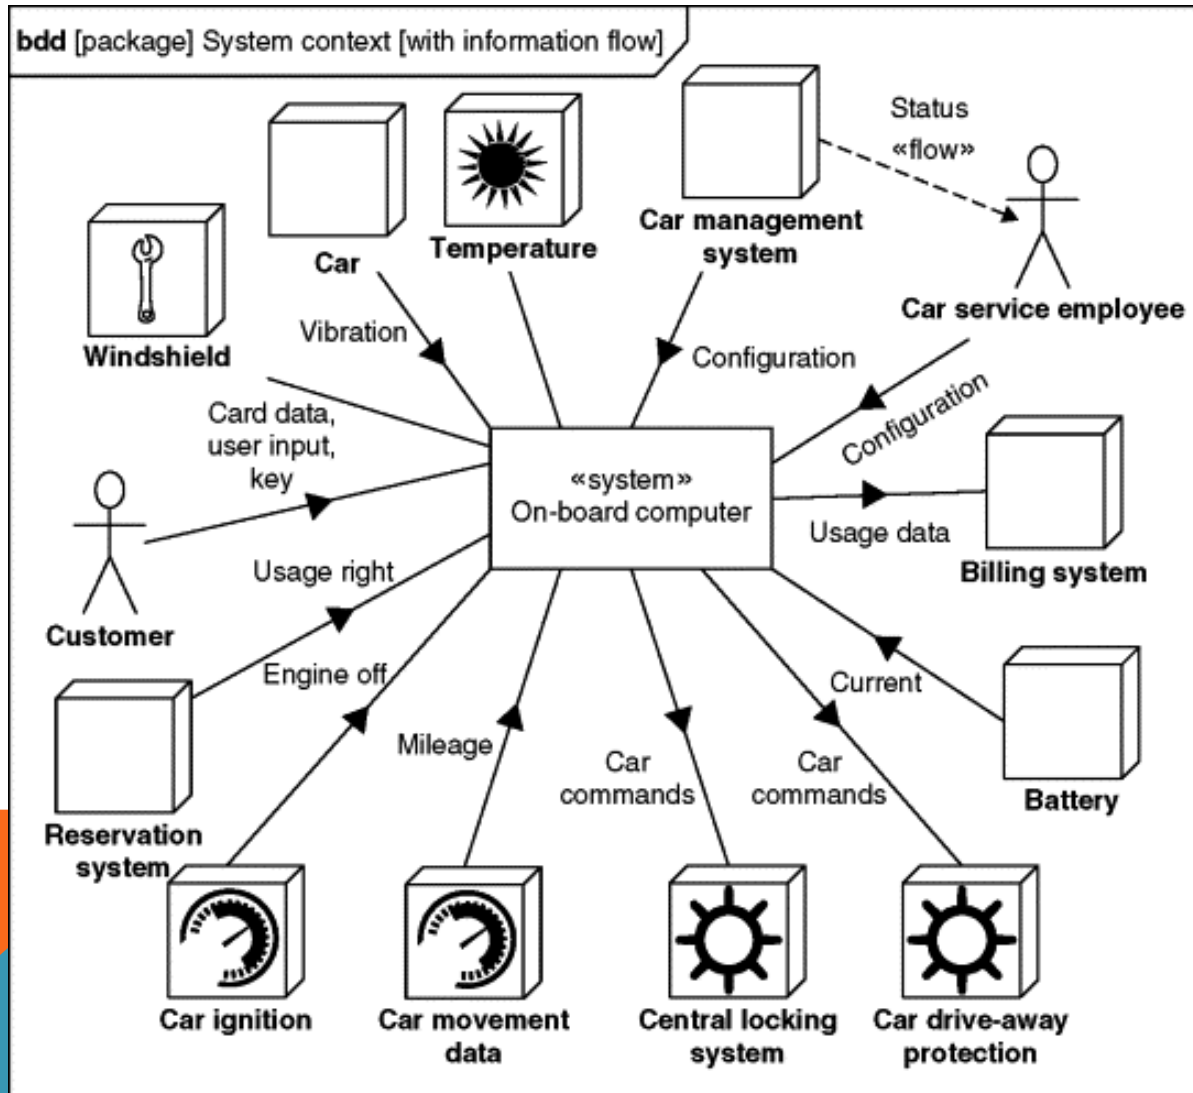 bdd [package] System context [with information flow]
Status
«flow»
Car
Temperature
Car management
system
Car service employee
Windshield
Vibration
Configuration
Configuration
Card data,
user input,
key
«system»
On-board computer
Usage data
Billing system
Customer
Usage right
Engine off
Mileage
Car
commands
Car
commands
Current
Battery
Reservation
system
Car ignition
Car movement
data
Central locking
system
Car drive-away
protection